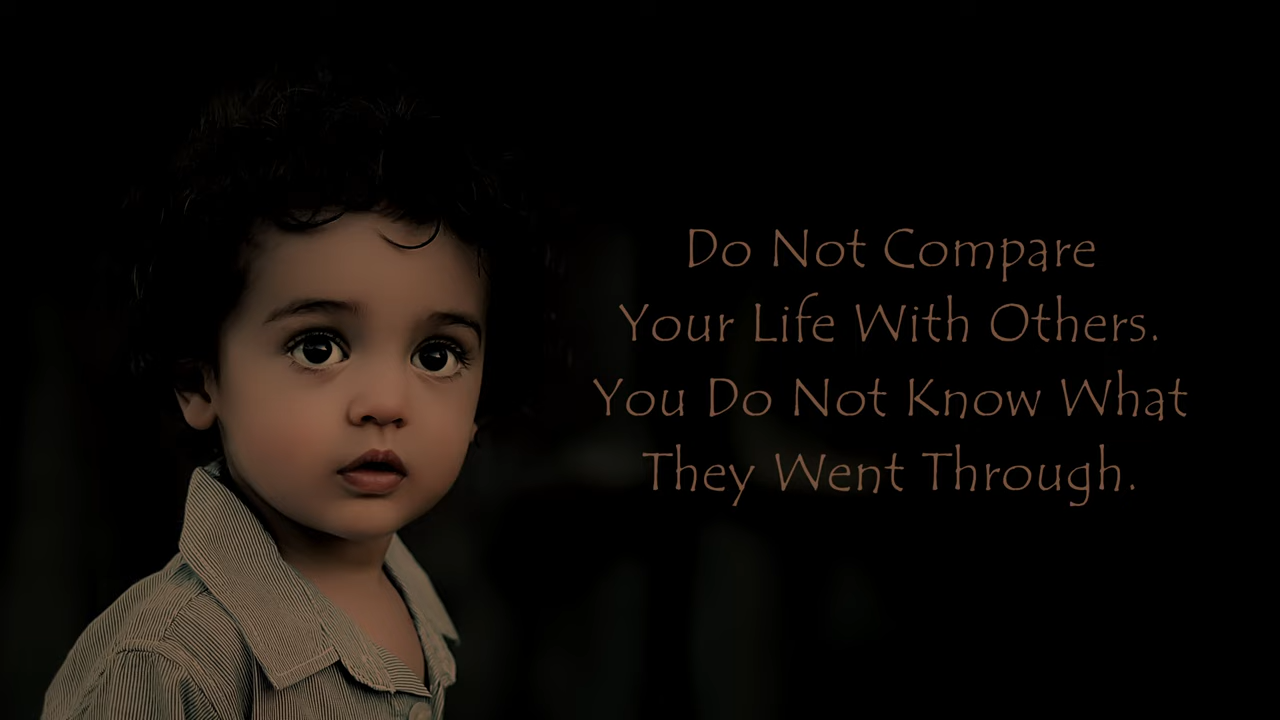 Do Not Compare
Your Life With Others.
You Do Not Know What
They Went Through.